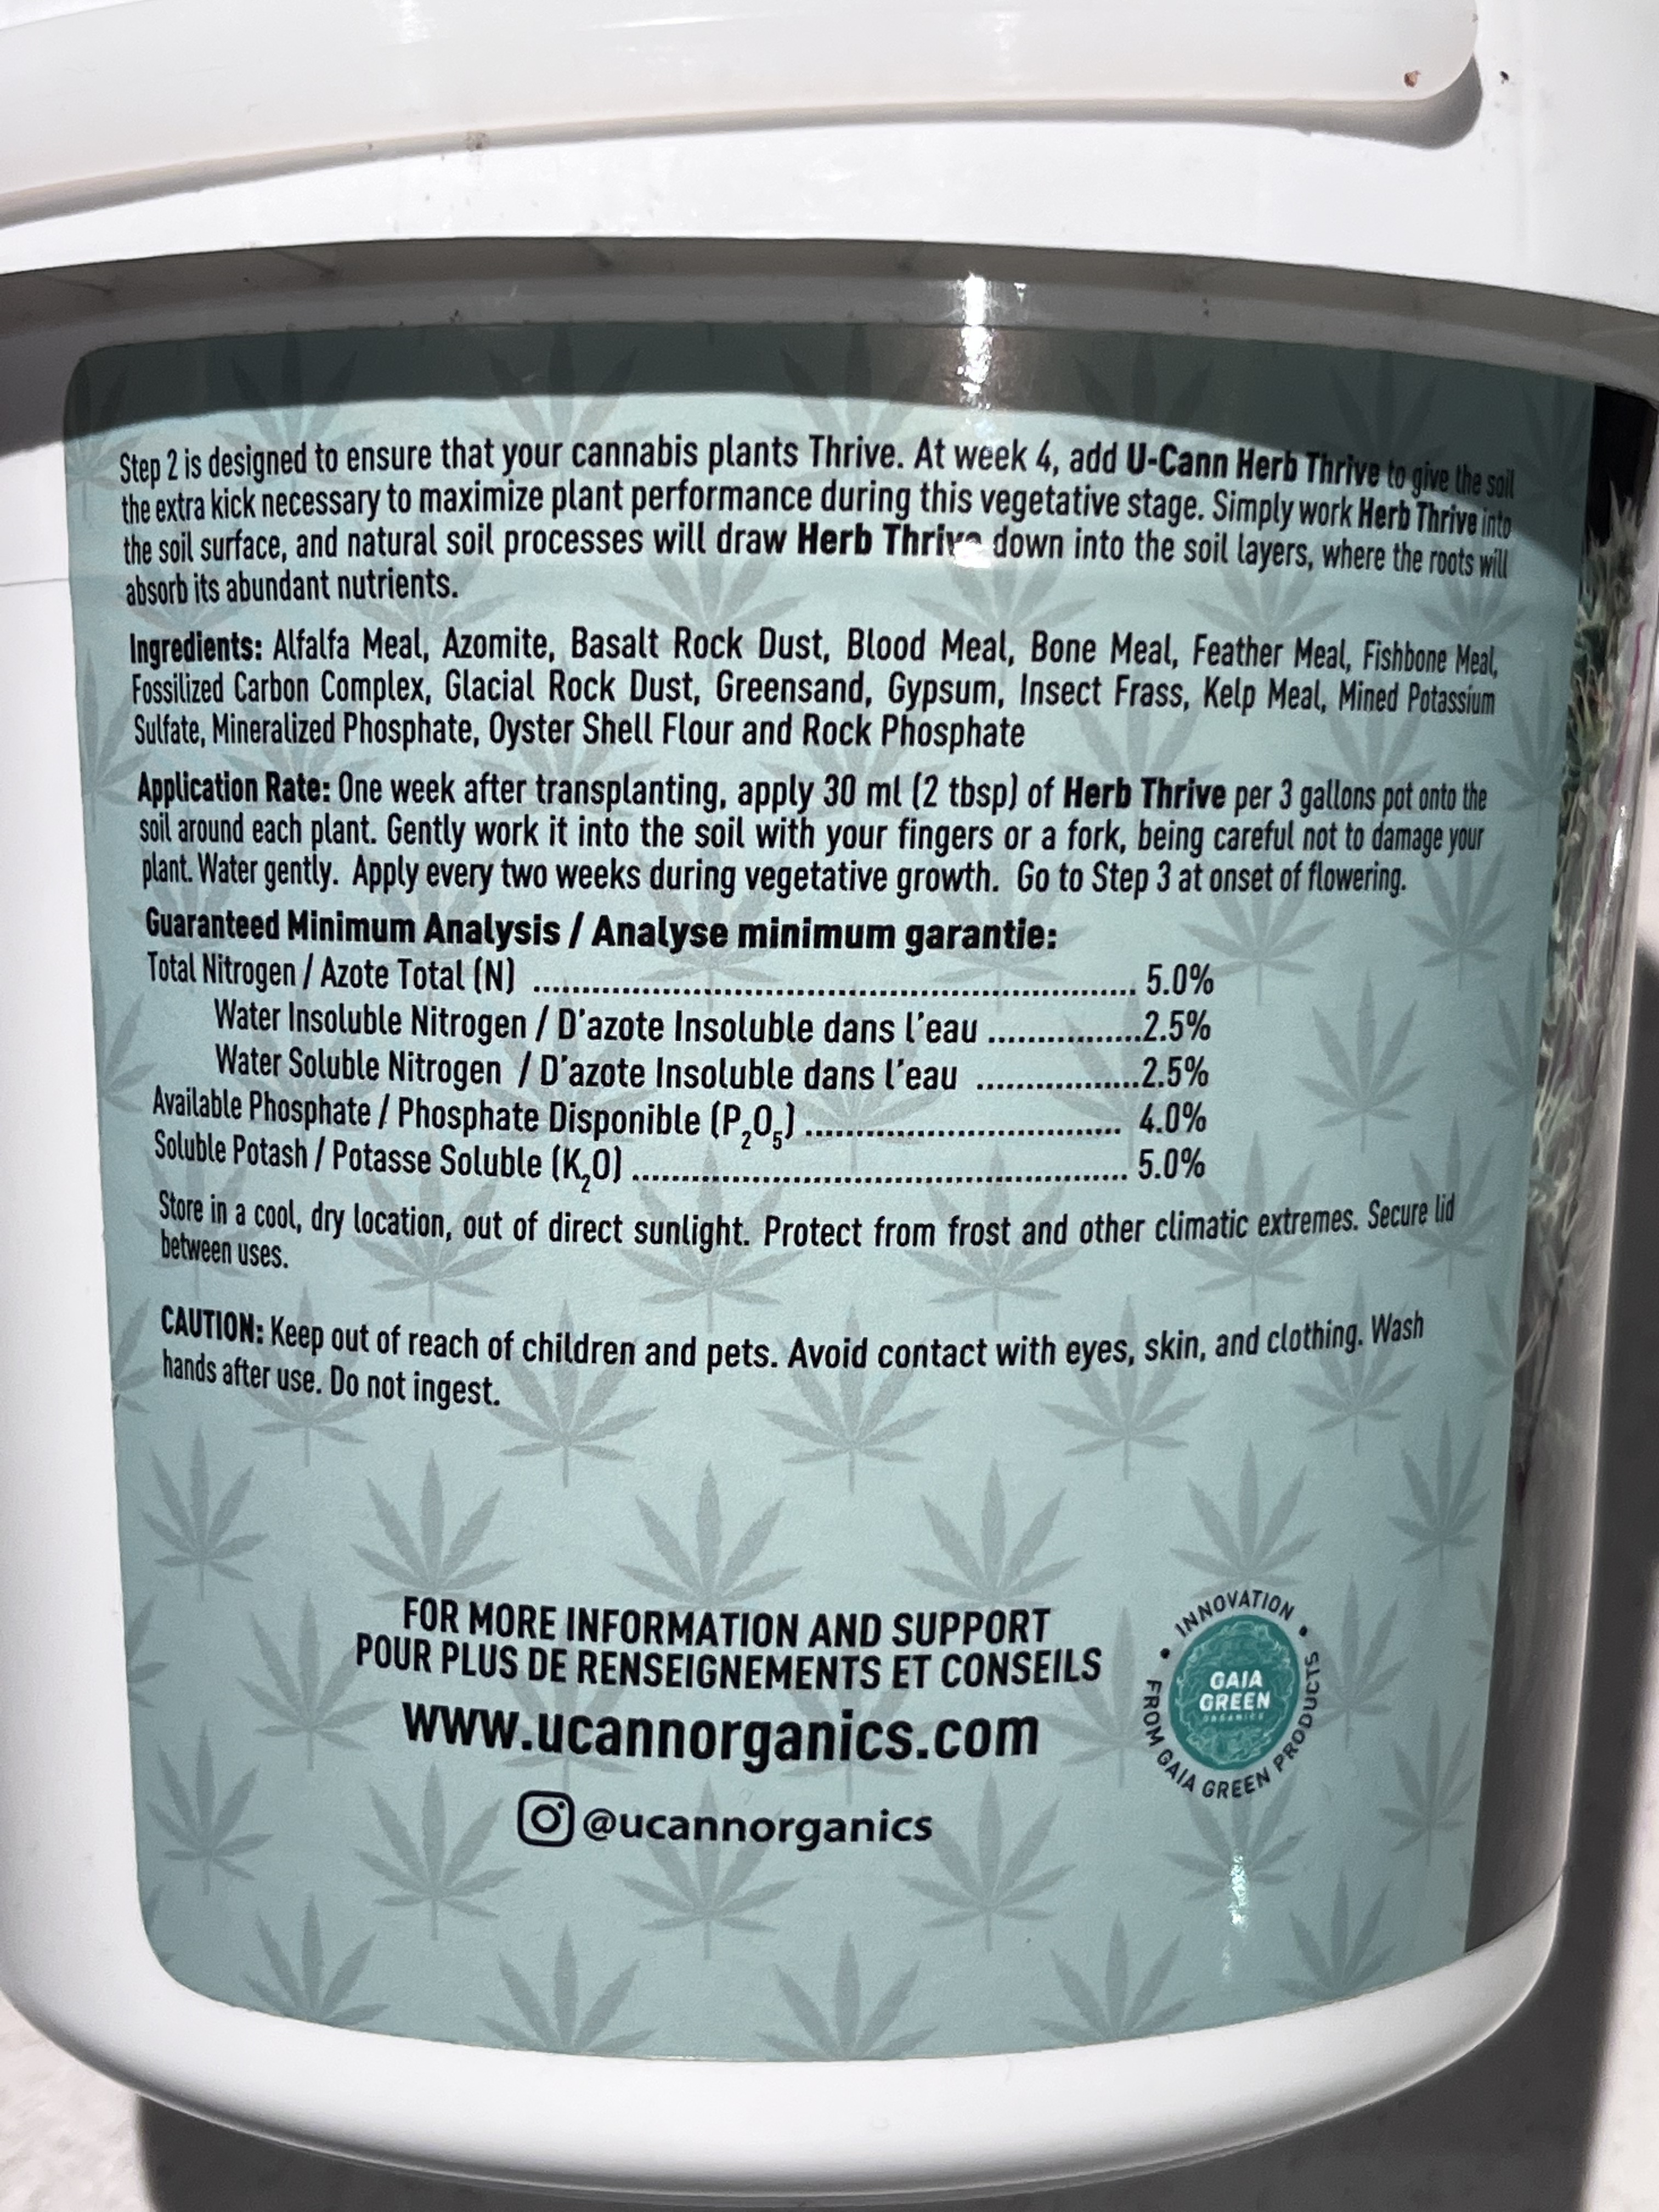 Step 2 is designed to ensure that your cannabis plants Thrive. At week 4, add U-Cann Herb Thrive to give the soil
the extra kick necessary to maximize plant performance during this vegetative stage. Simply work Herb Thrive into
the soil surface, and natural soil processes will draw Herb Thrive down into the soil layers, where the roots will
absorb its abundant nutrients.
Ingredients: Alfalfa Meal, Azomite, Basalt Rock Dust, Blood Meal, Bone Meal, Feather Meal, Fishbone Meal,
Fossilized Carbon Complex, Glacial Rock Dust, Greensand, Gypsum, Insect Frass, Kelp Meal, Mined Potassium
Sulfate, Mineralized Phosphate, Oyster Shell Flour and Rock Phosphate
Application Rate: One week after transplanting, apply 30 ml (2 tbsp) of Herb Thrive per 3 gallons pot onto the
soil around each plant. Gently work it into the soil with your fingers or a fork, being careful not to damage your
plant. Water gently. Apply every two weeks during vegetative growth. Go to Step 3 at onset of flowering.
Guaranteed Minimum Analysis / Analyse minimum garantie:
Total Nitrogen / Azote Total (N) ........ 5.0%
Water Insoluble Nitrogen / D'azote Insoluble dans l'eau ........ 2.5%
Water Soluble Nitrogen / D'azote Insoluble dans l'eau ........ 2.5%
Available Phosphate / Phosphate Disponible (P₂O₅) ........ 4.0%
Soluble Potash / Potasse Soluble (K₂O) ........ 5.0%
Store in a cool, dry location, out of direct sunlight. Protect from frost and other climatic extremes. Secure lid
between uses.
CAUTION: Keep out of reach of children and pets. Avoid contact with eyes, skin, and clothing. Wash
hands after use. Do not ingest.
FOR MORE INFORMATION AND SUPPORT
POUR PLUS DE RENSEIGNEMENTS ET CONSEILS
www.ucannorganics.com
@ucannorganics
• INNOVATION •
FROM GAIA GREEN PRODUCTS
GAIA
GREEN
ORGANICS